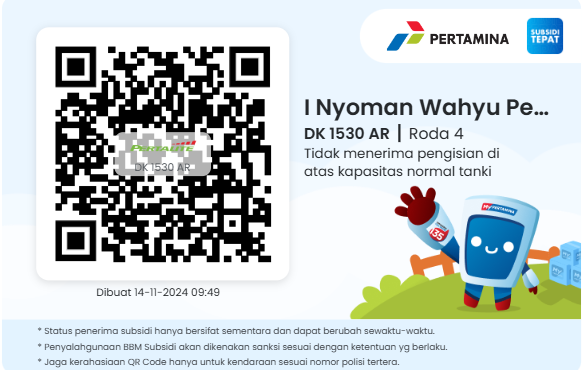 PERTAMINA
SUBSIDI
TEPAT
I Nyoman Wahyu Pe...
DK 1530 AR | Roda 4
Tidak menerima pengisian di
atas kapasitas normal tanki
PERTALITE
DK 1530 AR
MYPERTAMINA
135
Dibuat 14-11-2024 09:49
* Status penerima subsidi hanya bersifat sementara dan dapat berubah sewaktu-waktu.
* Penyalahgunaan BBM Subsidi akan dikenakan sanksi sesuai dengan ketentuan yg berlaku.
* Jaga kerahasiaan QR Code hanya untuk kendaraan sesuai nomor polisi tertera.